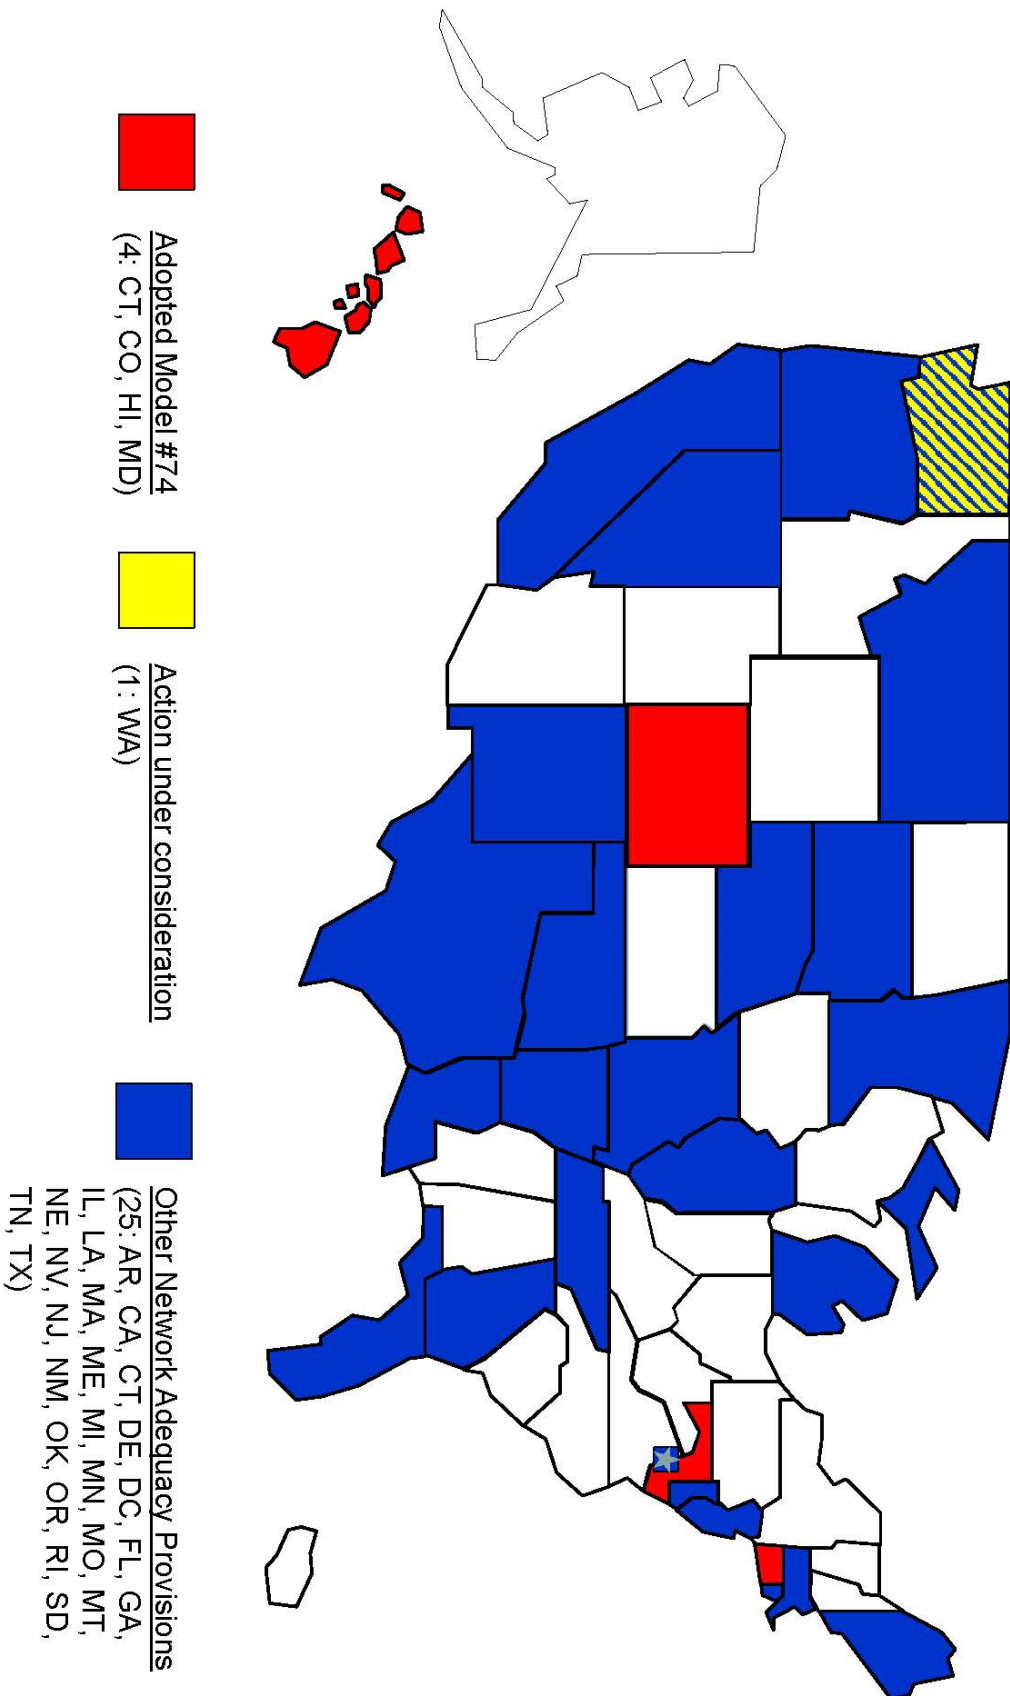 Adopted Model #74
(4: CT, CO, HI, MD)
Action under consideration
(1: WA)
Other Network Adequacy Provisions
(25: AR, CA, CT, DE, DC, FL, GA,
IL, LA, MA, ME, MI, MN, MO, MT,
NE, NV, NJ, NM, OK, OR, RI, SD,
TN, TX)